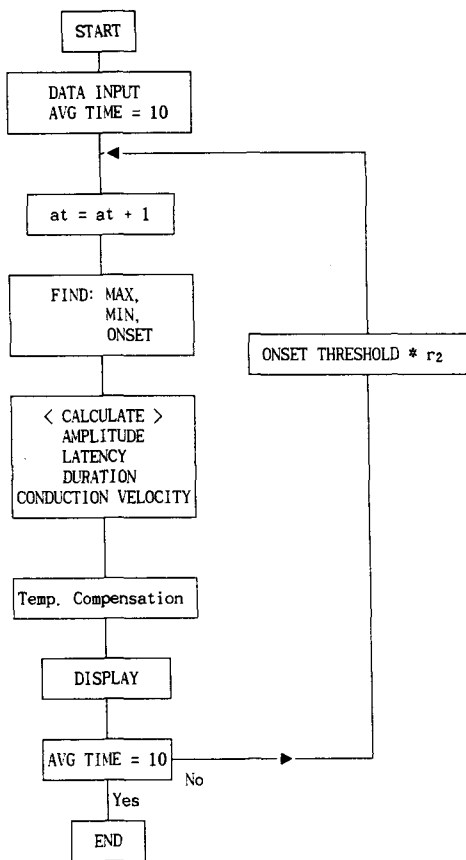 START
DATA INPUT
AVG TIME = 10
at = at + 1
FIND: MAX,
MIN,
ONSET
ONSET THRESHOLD * r2
< CALCULATE >
AMPLITUDE
LATENCY
DURATION
CONDUCTION VELOCITY
Temp. Compensation
DISPLAY
AVG TIME = 10
No
Yes
END